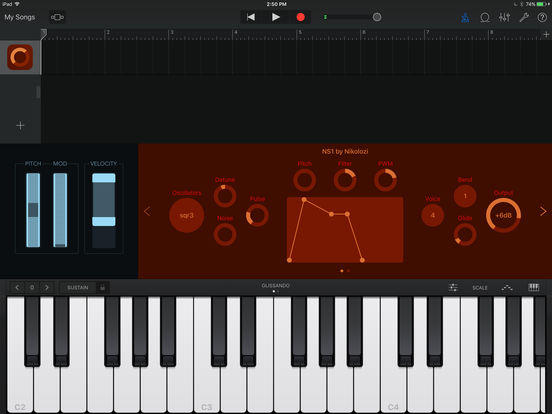 iPad
2:50 PM
74%
My Songs
1 2 3 4 5 6 7 8
+
+
NS1 by Nikolozi
PITCH MOD VELOCITY
Pitch Filter PWM
Detune
Oscillators
sqr3
Pulse
Noise
Bend
1
Voice
4
Glide
Output
+6dB
0
SUSTAIN
GLISSANDO
SCALE
C2 C3 C4